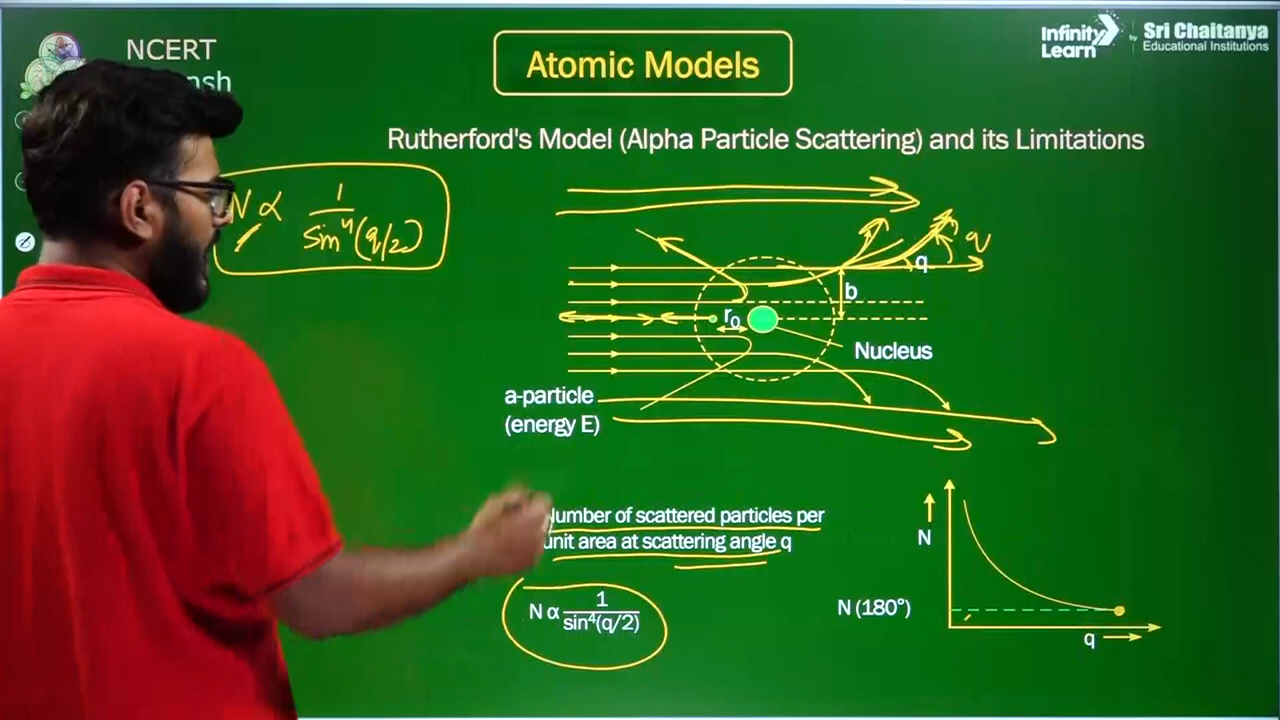 NCERT
Infinity Learn
by Sri Chaitanya
Educational Institutions
Atomic Models
Rutherford's Model (Alpha Particle Scattering) and its Limitations
N ∝ 1/sin⁴(q/2)
q
q
b
r₀
Nucleus
a-particle
(energy E)
Number of scattered particles per
unit area at scattering angle q
N α 1/sin⁴(q/2)
N
N (180°)
q